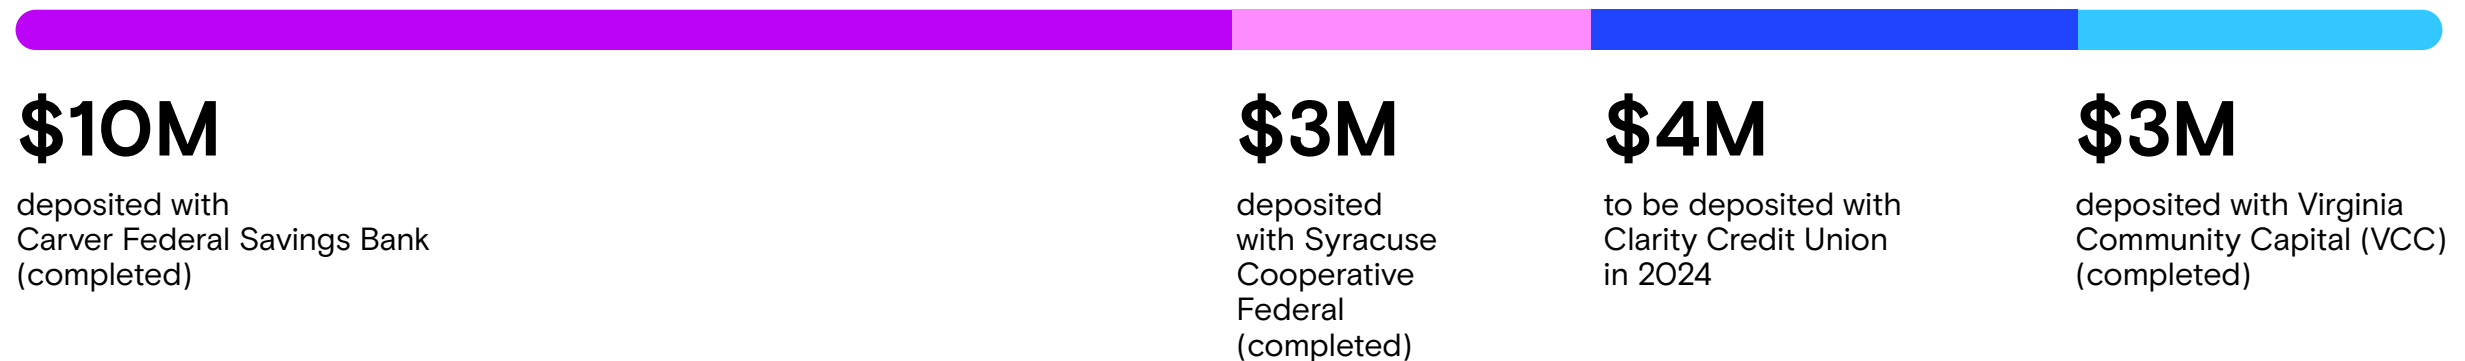 $10M
deposited with
Carver Federal Savings Bank
(completed)
$3M
deposited
with Syracuse
Cooperative
Federal
(completed)
$4M
to be deposited with
Clarity Credit Union
in 2024
$3M
deposited with Virginia
Community Capital (VCC)
(completed)